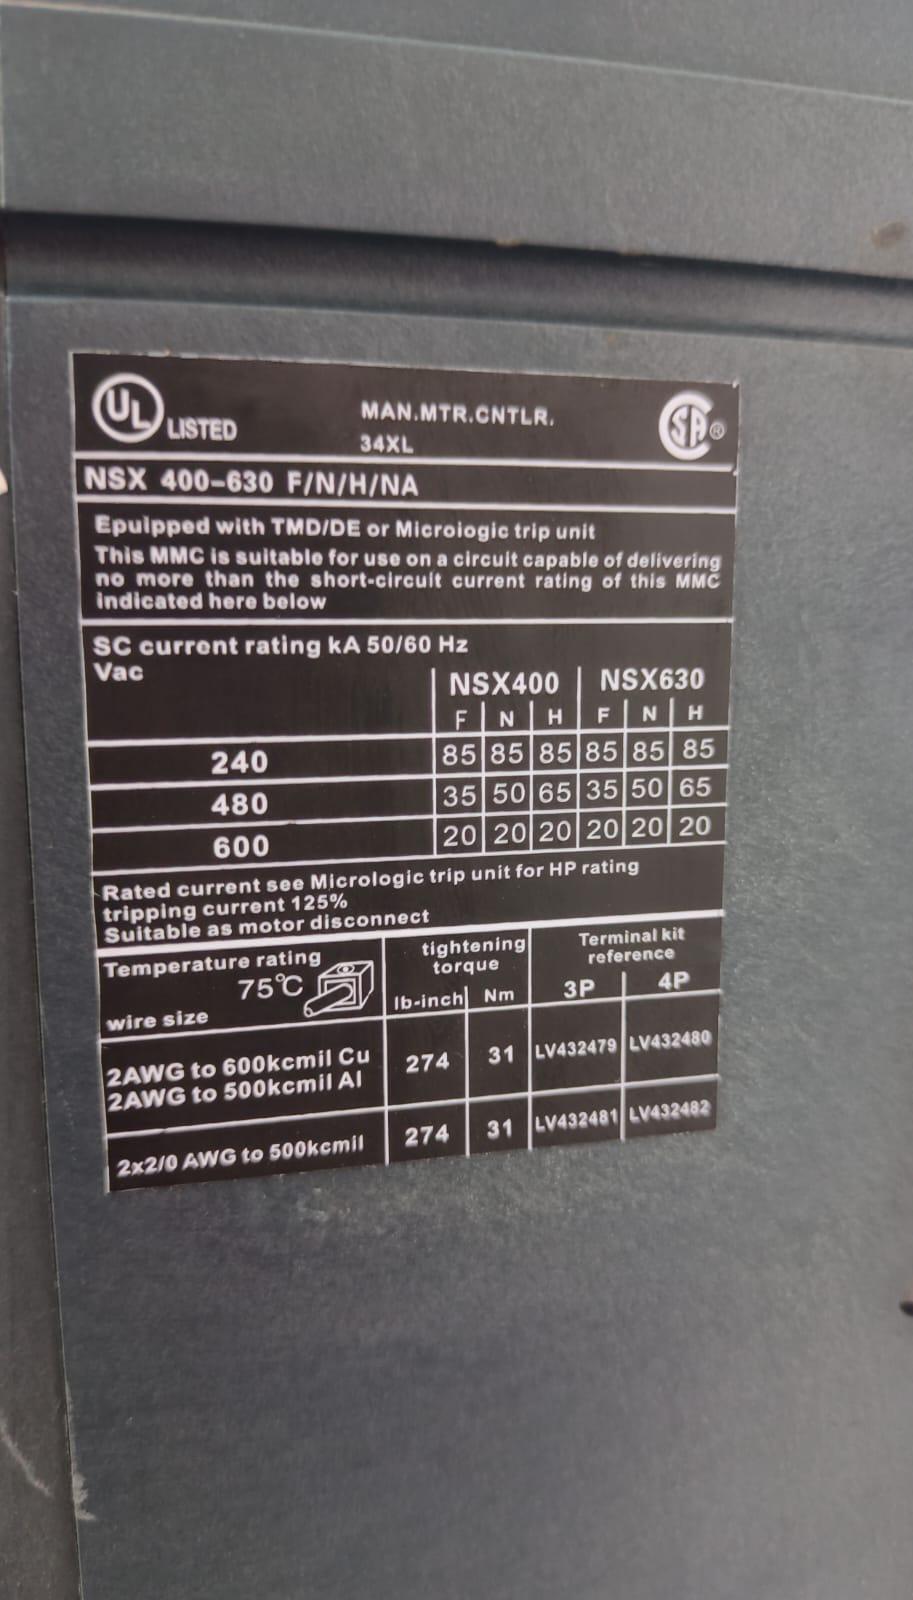 UL LISTED
MAN.MTR.CNTLR.
34XL
SA ®
NSX 400-630 F/N/H/NA
Epuipped with TMD/DE or Microiogic trip unit
This MMC is suitable for use on a circuit capable of delivering
no more than the short-circuit current rating of this MMC
indicated here below
SC current rating kA 50/60 Hz
Vac
NSX400 NSX630
F N H F N H
240 85 85 85 85 85 85
480 35 50 65 35 50 65
600 20 20 20 20 20 20
Rated current see Micrologic trip unit for HP rating
tripping current 125%
Suitable as motor disconnect
Temperature rating
75℃
wire size
tightening
torque
lb-inch Nm
Terminal kit
reference
3P 4P
2AWG to 600kcmil Cu
2AWG to 500kcmil Al
274 31 LV432479 LV432480
2x2/0 AWG to 500kcmil 274 31 LV432481 LV432482